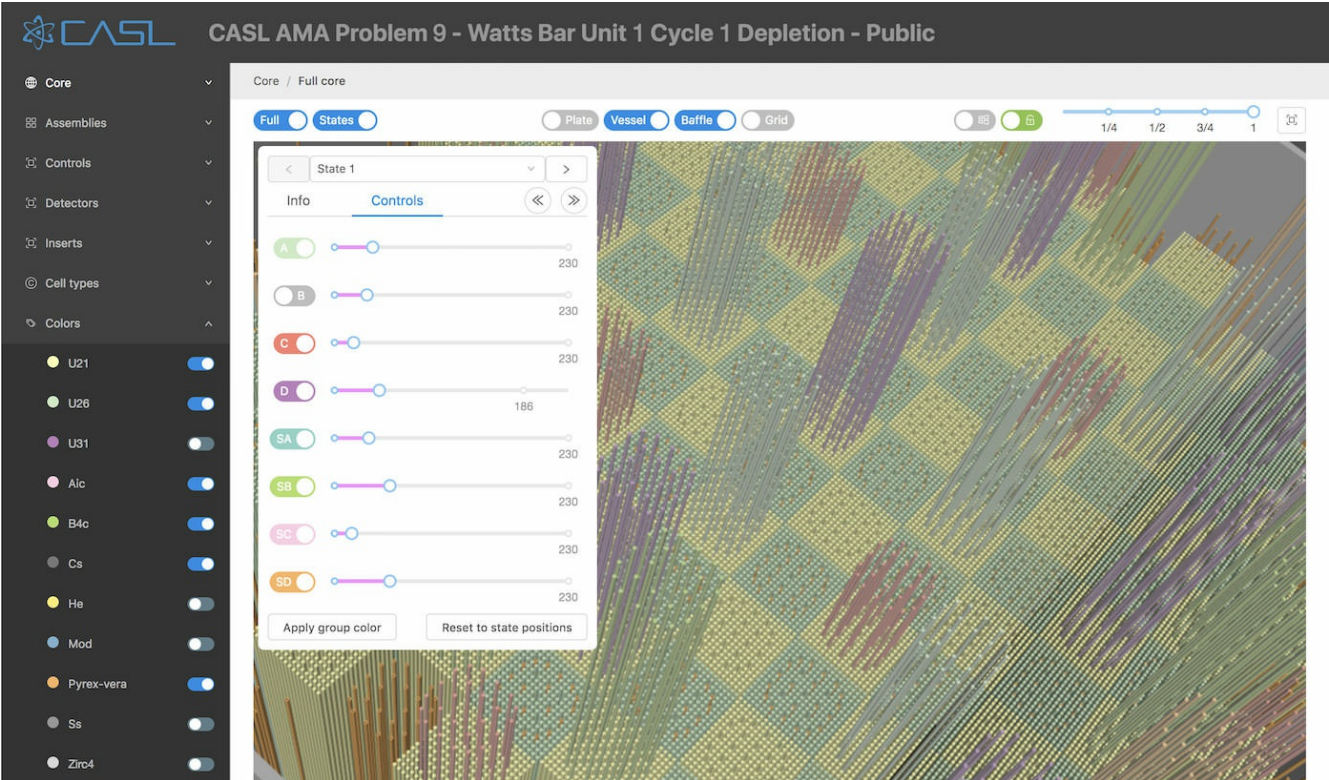 CASL CASL AMA Problem 9 - Watts Bar Unit 1 Cycle 1 Depletion - Public
Core
Assemblies
Controls
Detectors
Inserts
Cell types
Colors
U21
U26
U31
Aic
B4c
Cs
He
Mod
Pyrex-vera
Ss
Zirc4
Core / Full core
Full States Plate Vessel Baffle Grid
1/4 1/2 3/4 1
State 1
Info Controls
A 230
B 230
C 230
D 186
SA 230
SB 230
SC 230
SD 230
Apply group color Reset to state positions